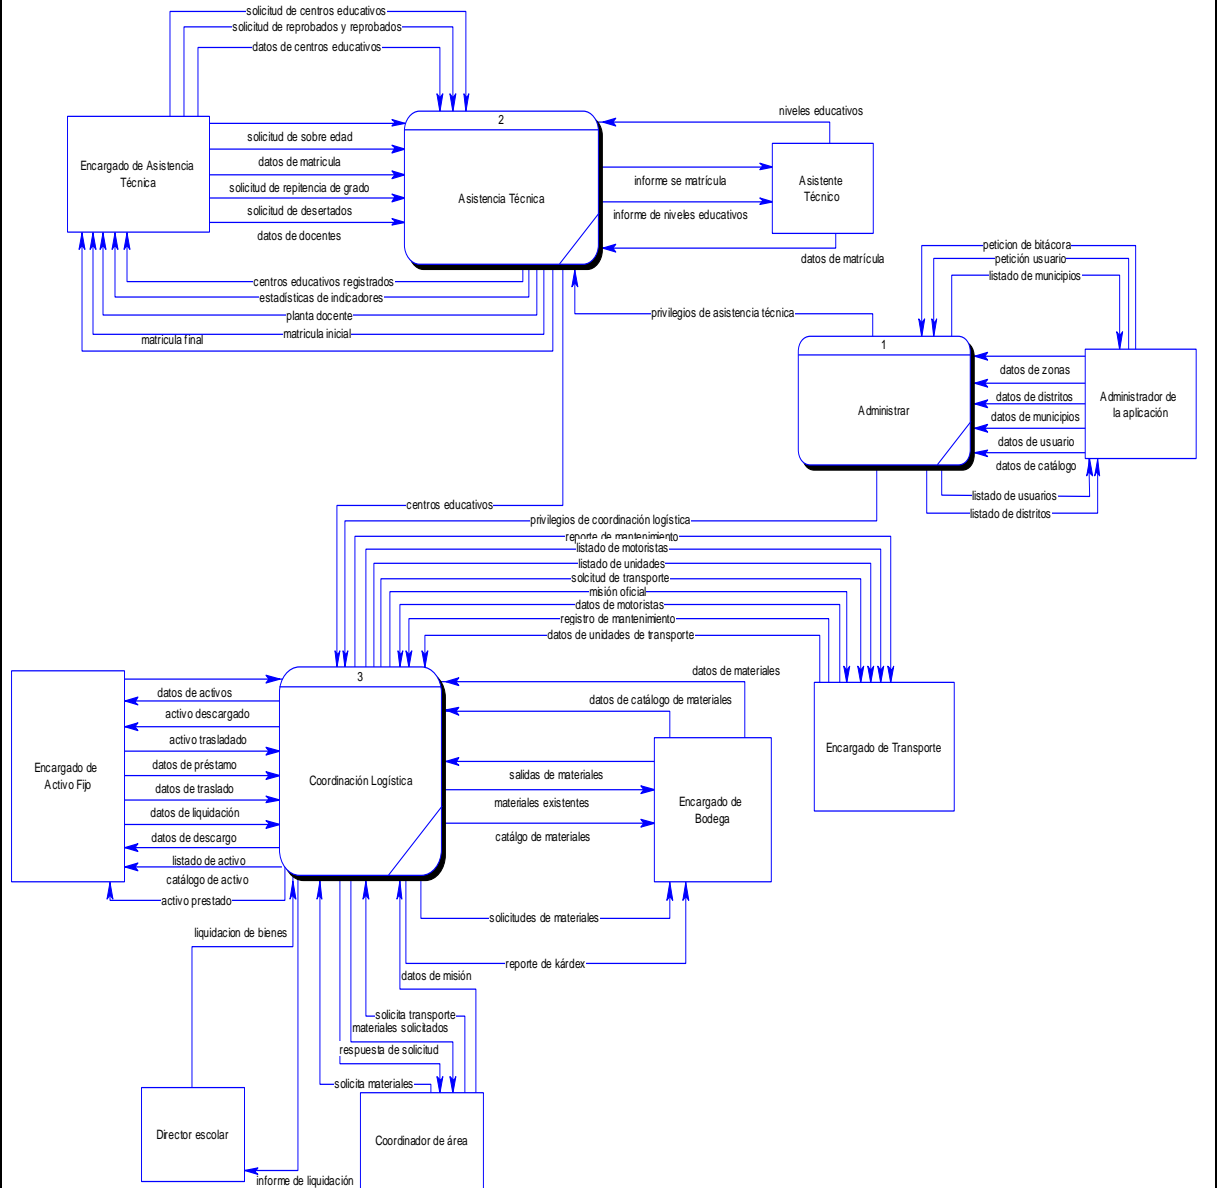 solicitud de centros educativos
solicitud de reprobados y reprobados
datos de centros educativos
Encargado de Asistencia
Técnica
solicitud de sobre edad
datos de matricula
solicitud de repitencia de grado
solicitud de desertados
datos de docentes
2
Asistencia Técnica
niveles educativos
informe se matrícula
informe de niveles educativos
Asistente
Técnico
datos de matrícula
centros educativos registrados
estadísticas de indicadores
planta docente
matricula inicial
matricula final
peticion de bitácora
petición usuario
listado de municipios
privilegios de asistencia técnica
1
Administrar
datos de zonas
datos de distritos
datos de municipios
datos de usuario
datos de catálogo
Administrador de
la aplicación
listado de usuarios
listado de distritos
centros educativos
privilegios de coordinación logística
reporte de mantenimiento
listado de motoristas
listado de unidades
solcitud de transporte
misión oficial
datos de motoristas
registro de mantenimiento
datos de unidades de transporte
3
Coordinación Logística
Encargado de
Activo Fijo
datos de activos
activo descargado
activo trasladado
datos de préstamo
datos de traslado
datos de liquidación
datos de descargo
listado de activo
catálogo de activo
activo prestado
datos de materiales
datos de catálogo de materiales
salidas de materiales
materiales existentes
catálgo de materiales
Encargado de
Bodega
Encargado de Transporte
solicitudes de materiales
reporte de kárdex
liquidacion de bienes
datos de misión
solicita transporte
materiales solicitados
respuesta de solicitud
solicita materiales
Director escolar
Coordinador de área
informe de liquidación